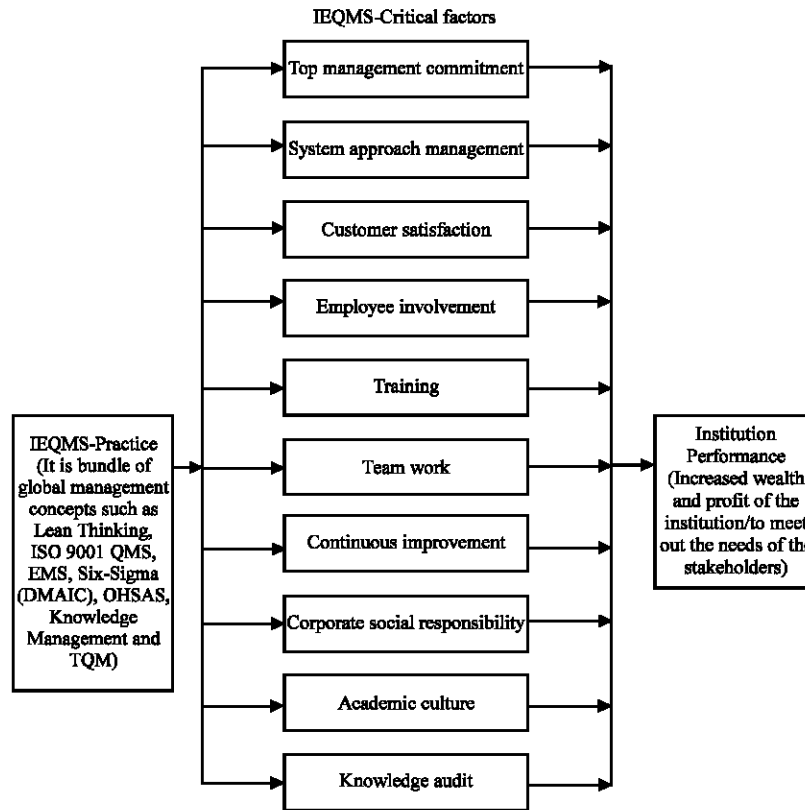 IEQMS-Critical factors
Top management commitment
System approach management
Customer satisfaction
Employee involvement
Training
Team work
Continuous improvement
Corporate social responsibility
Academic culture
Knowledge audit
IEQMS-Practice
(It is bundle of
global management
concepts such as
Lean Thinking,
ISO 9001 QMS,
EMS, Six-Sigma
(DMAIC), OHSAS,
Knowledge
Management and
TQM)
Institution
Performance
(Increased wealth
and profit of the
institution/to meet
out the needs of the
stakeholders)